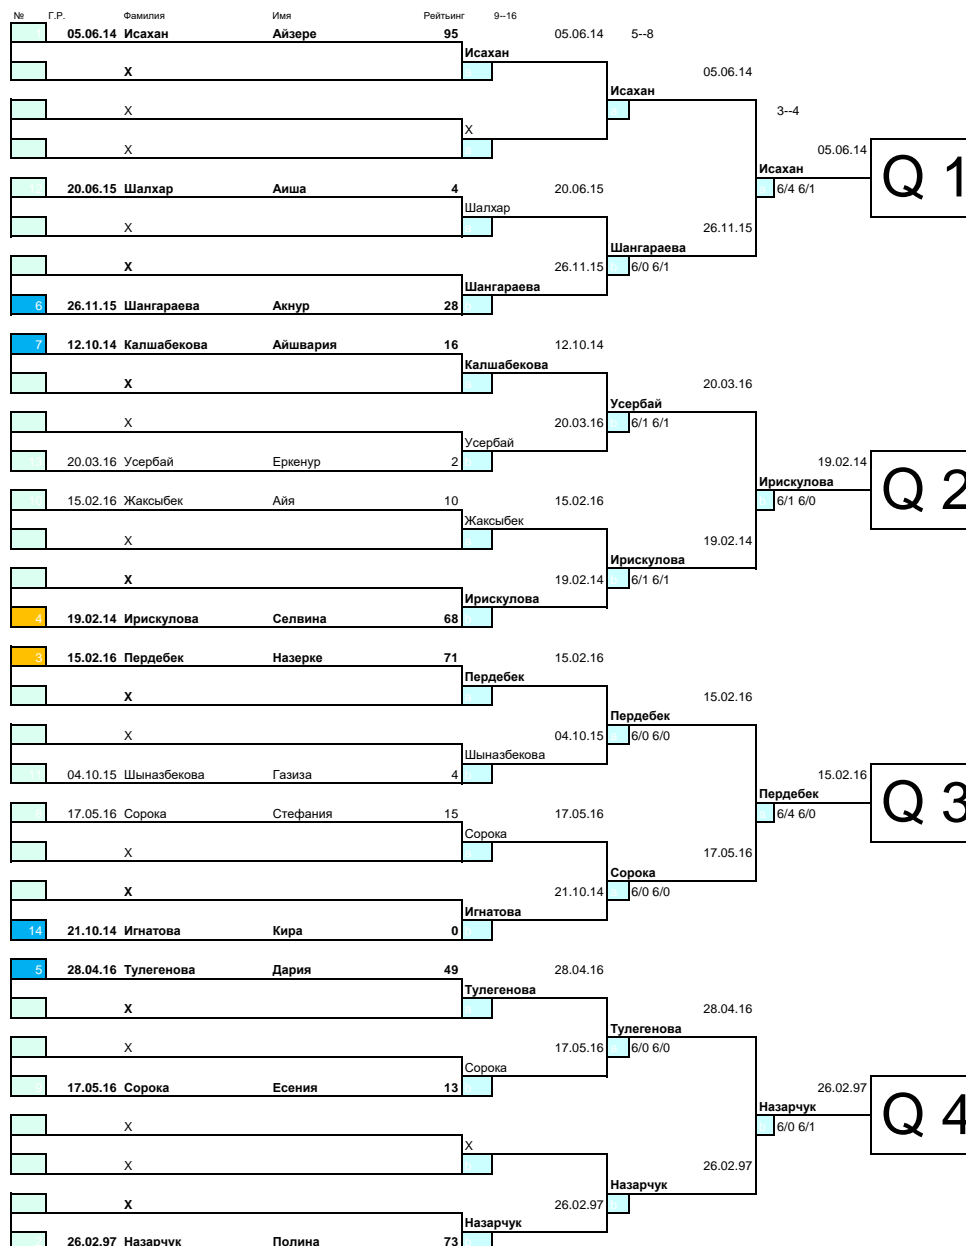 № Г.Р. Фамилия Имя Рейтьинг 9--16
05.06.14 Исахан Айзере 95 05.06.14 5--8
Исахан
X 05.06.14
Исахан
X 3--4
X
X 05.06.14
Исахан Q 1
20.06.15 Шалхар Аиша 4 20.06.15 6/4 6/1
Шалхар
X 26.11.15
Шангараева
X 26.11.15 6/0 6/1
Шангараева
6 26.11.15 Шангараева Акнур 28
7 12.10.14 Калшабекова Айшвария 16 12.10.14
Калшабекова
X 20.03.16
Усербай
X 20.03.16 6/1 6/1
Усербай
20.03.16 Усербай Еркенур 2 19.02.14
Ирискулова Q 2
15.02.16 Жаксыбек Айя 10 15.02.16 6/1 6/0
Жаксыбек
X 19.02.14
Ирискулова
X 19.02.14 6/1 6/1
Ирискулова
4 19.02.14 Ирискулова Селвина 68
3 15.02.16 Пердебек Назерке 71 15.02.16
Пердебек
X 15.02.16
Пердебек
X 04.10.15 6/0 6/0
Шыназбекова
04.10.15 Шыназбекова Газиза 4 15.02.16
Пердебек Q 3
17.05.16 Сорока Стефания 15 17.05.16 6/4 6/0
Сорока
X 17.05.16
Сорока
X 21.10.14 6/0 6/0
Игнатова
14 21.10.14 Игнатова Кира 0
5 28.04.16 Тулегенова Дария 49 28.04.16
Тулегенова
X 28.04.16
Тулегенова
X 17.05.16 6/0 6/0
Сорока
17.05.16 Сорока Есения 13 26.02.97
Назарчук Q 4
X 6/0 6/1
X
X 26.02.97
Назарчук
X 26.02.97
Назарчук
26.02.97 Назарчук Полина 73